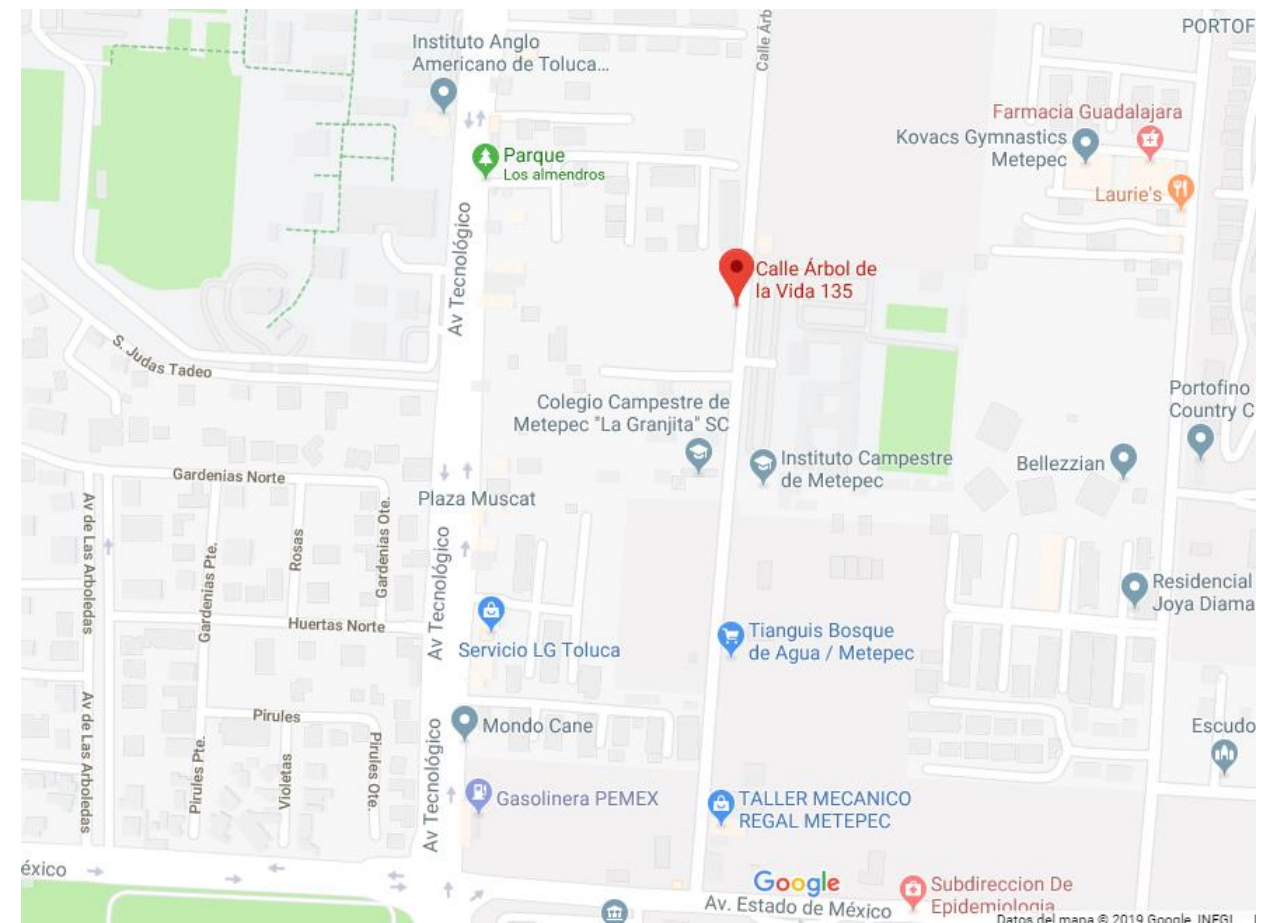 Instituto Anglo
Americano de Toluca...
Calle Árb
PORTOF
Farmacia Guadalajara
Kovacs Gymnastics
Metepec
Parque
Los almendros
Laurie's
Av Tecnológico
Calle Árbol de
la Vida 135
S. Judas Tadeo
Colegio Campestre de
Metepec "La Granjita" SC
Portofino
Country C
Gardenias Norte
Instituto Campestre
de Metepec
Bellezzian
Plaza Muscat
Av de Las Arboledas
Gardenias Pte.
Rosas
Gardenias Ote.
Av Tecnológico
Residencial
Joya Diama
Huertas Norte
Servicio LG Toluca
Tianguis Bosque
de Agua / Metepec
Av de Las Arboledas
Pirules
Mondo Cane
Escudo
Pirules Pte.
Violetas
Pirules Ote.
Av Tecnológico
Gasolinera PEMEX
TALLER MECANICO
REGAL METEPEC
éxico
Google
Av. Estado de México
Subdireccion De
Epidemiologia
Datos del mapa © 2019 Google, INEGI